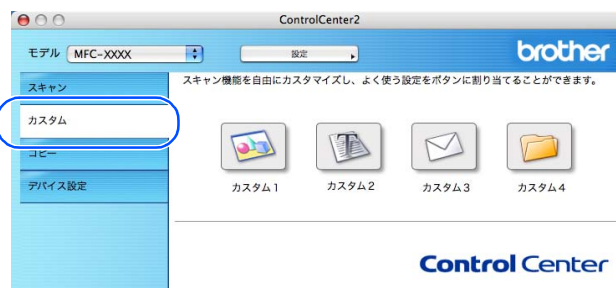 ControlCenter2
モデル MFC-XXXX 設定 brother
スキャン
カスタム
コピー
デバイス設定
スキャン機能を自由にカスタマイズし、よく使う設定をボタンに割り当てることができます。
カスタム 1 カスタム 2 カスタム 3 カスタム 4
Control Center